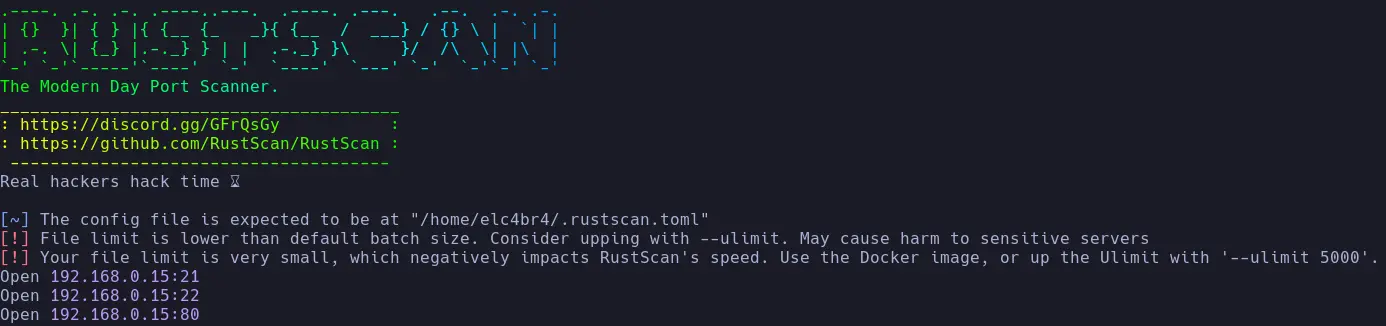 .----. .-. .-. .----..---.  .----. .---.   .--.  .-. .-.
| {}  }| { } |{ {__ {_   _}{ {__  /  ___} / {} \ |  `| |
| .-. \| {_} |.-._} } | |  .-._} }\     }/  /\  \| |\  |
`-' `-'`-----'`----'  `-'  `----'  `---' `-'  `-'`-' `-'
The Modern Day Port Scanner.
________________________________________
: https://discord.gg/GFrQsGy           :
: https://github.com/RustScan/RustScan :
 --------------------------------------
Real hackers hack time ⌛
[~] The config file is expected to be at "/home/elc4br4/.rustscan.toml"
[!] File limit is lower than default batch size. Consider upping with --ulimit. May cause harm to sensitive servers
[!] Your file limit is very small, which negatively impacts RustScan's speed. Use the Docker image, or up the Ulimit with '--ulimit 5000'.
Open 192.168.0.15:21
Open 192.168.0.15:22
Open 192.168.0.15:80